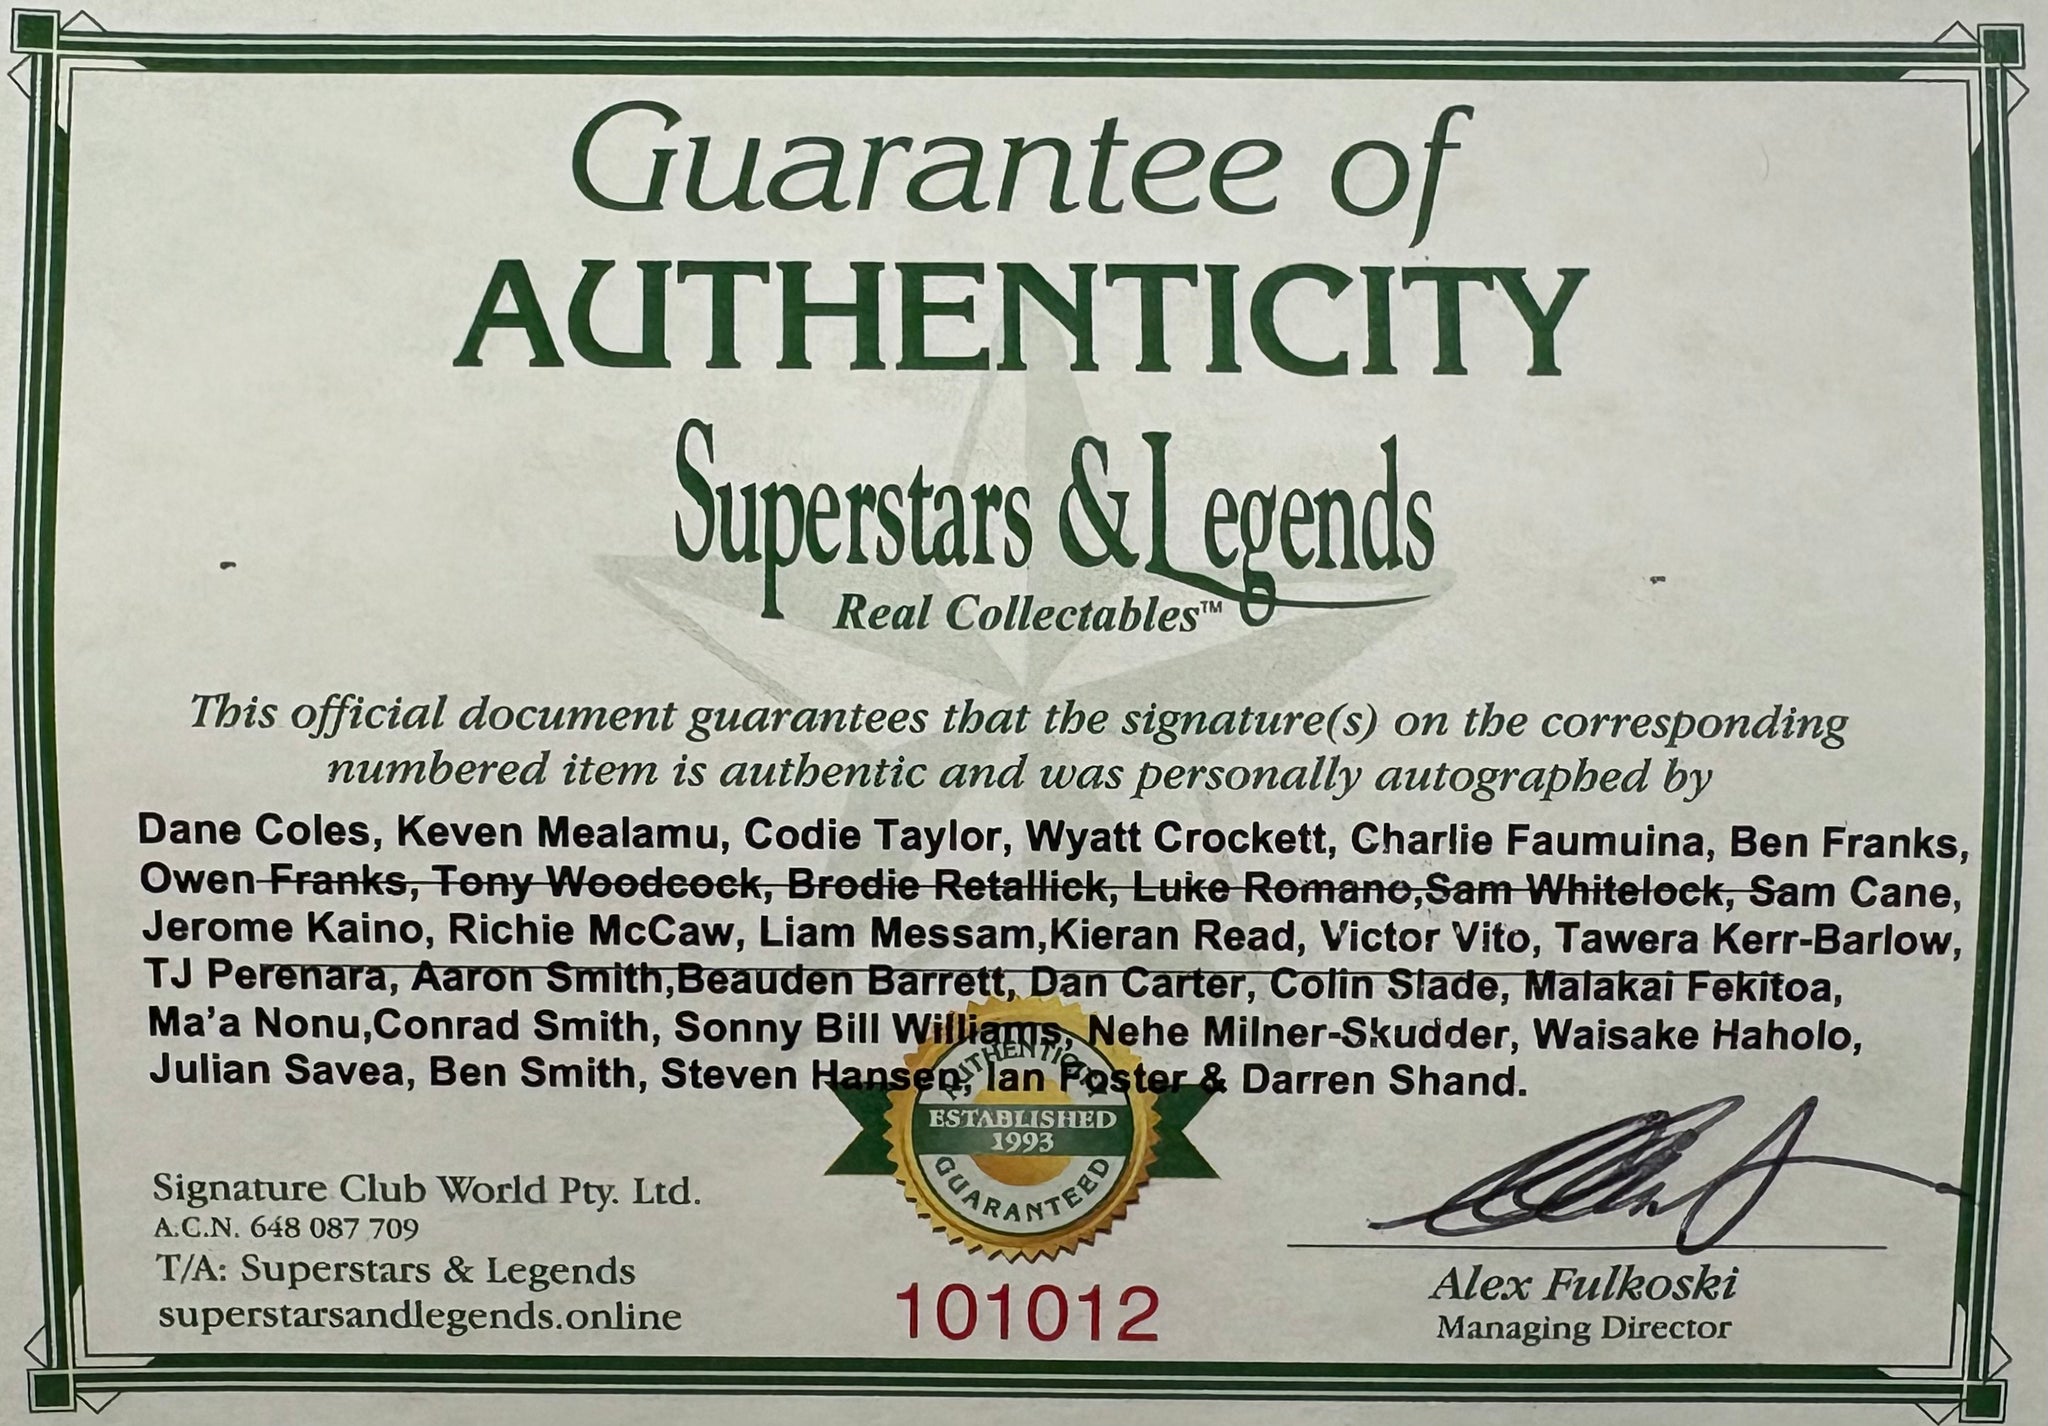 Guarantee of
AUTHENTICITY
Superstars & Legends
Real Collectables™
This official document guarantees that the signature(s) on the corresponding
numbered item is authentic and was personally autographed by
Dane Coles, Keven Mealamu, Codie Taylor, Wyatt Crockett, Charlie Faumuina, Ben Franks,
Owen Franks, Tony Woodcock, Brodie Retallick, Luke Romano,Sam Whitelock, Sam Cane,
Jerome Kaino, Richie McCaw, Liam Messam,Kieran Read, Victor Vito, Tawera Kerr-Barlow,
TJ Perenara, Aaron Smith,Beauden Barrett, Dan Carter, Colin Slade, Malakai Fekitoa,
Ma'a Nonu,Conrad Smith, Sonny Bill Williams, Nehe Milner-Skudder, Waisake Haholo,
Julian Savea, Ben Smith, Steven Hansen, Ian Foster & Darren Shand.
AUTHENTICITY
ESTABLISHED
1993
GUARANTEED
Signature Club World Pty. Ltd.
A.C.N. 648 087 709
T/A: Superstars & Legends
superstarsandlegends.online
101012
Alex Fulkoski
Managing Director